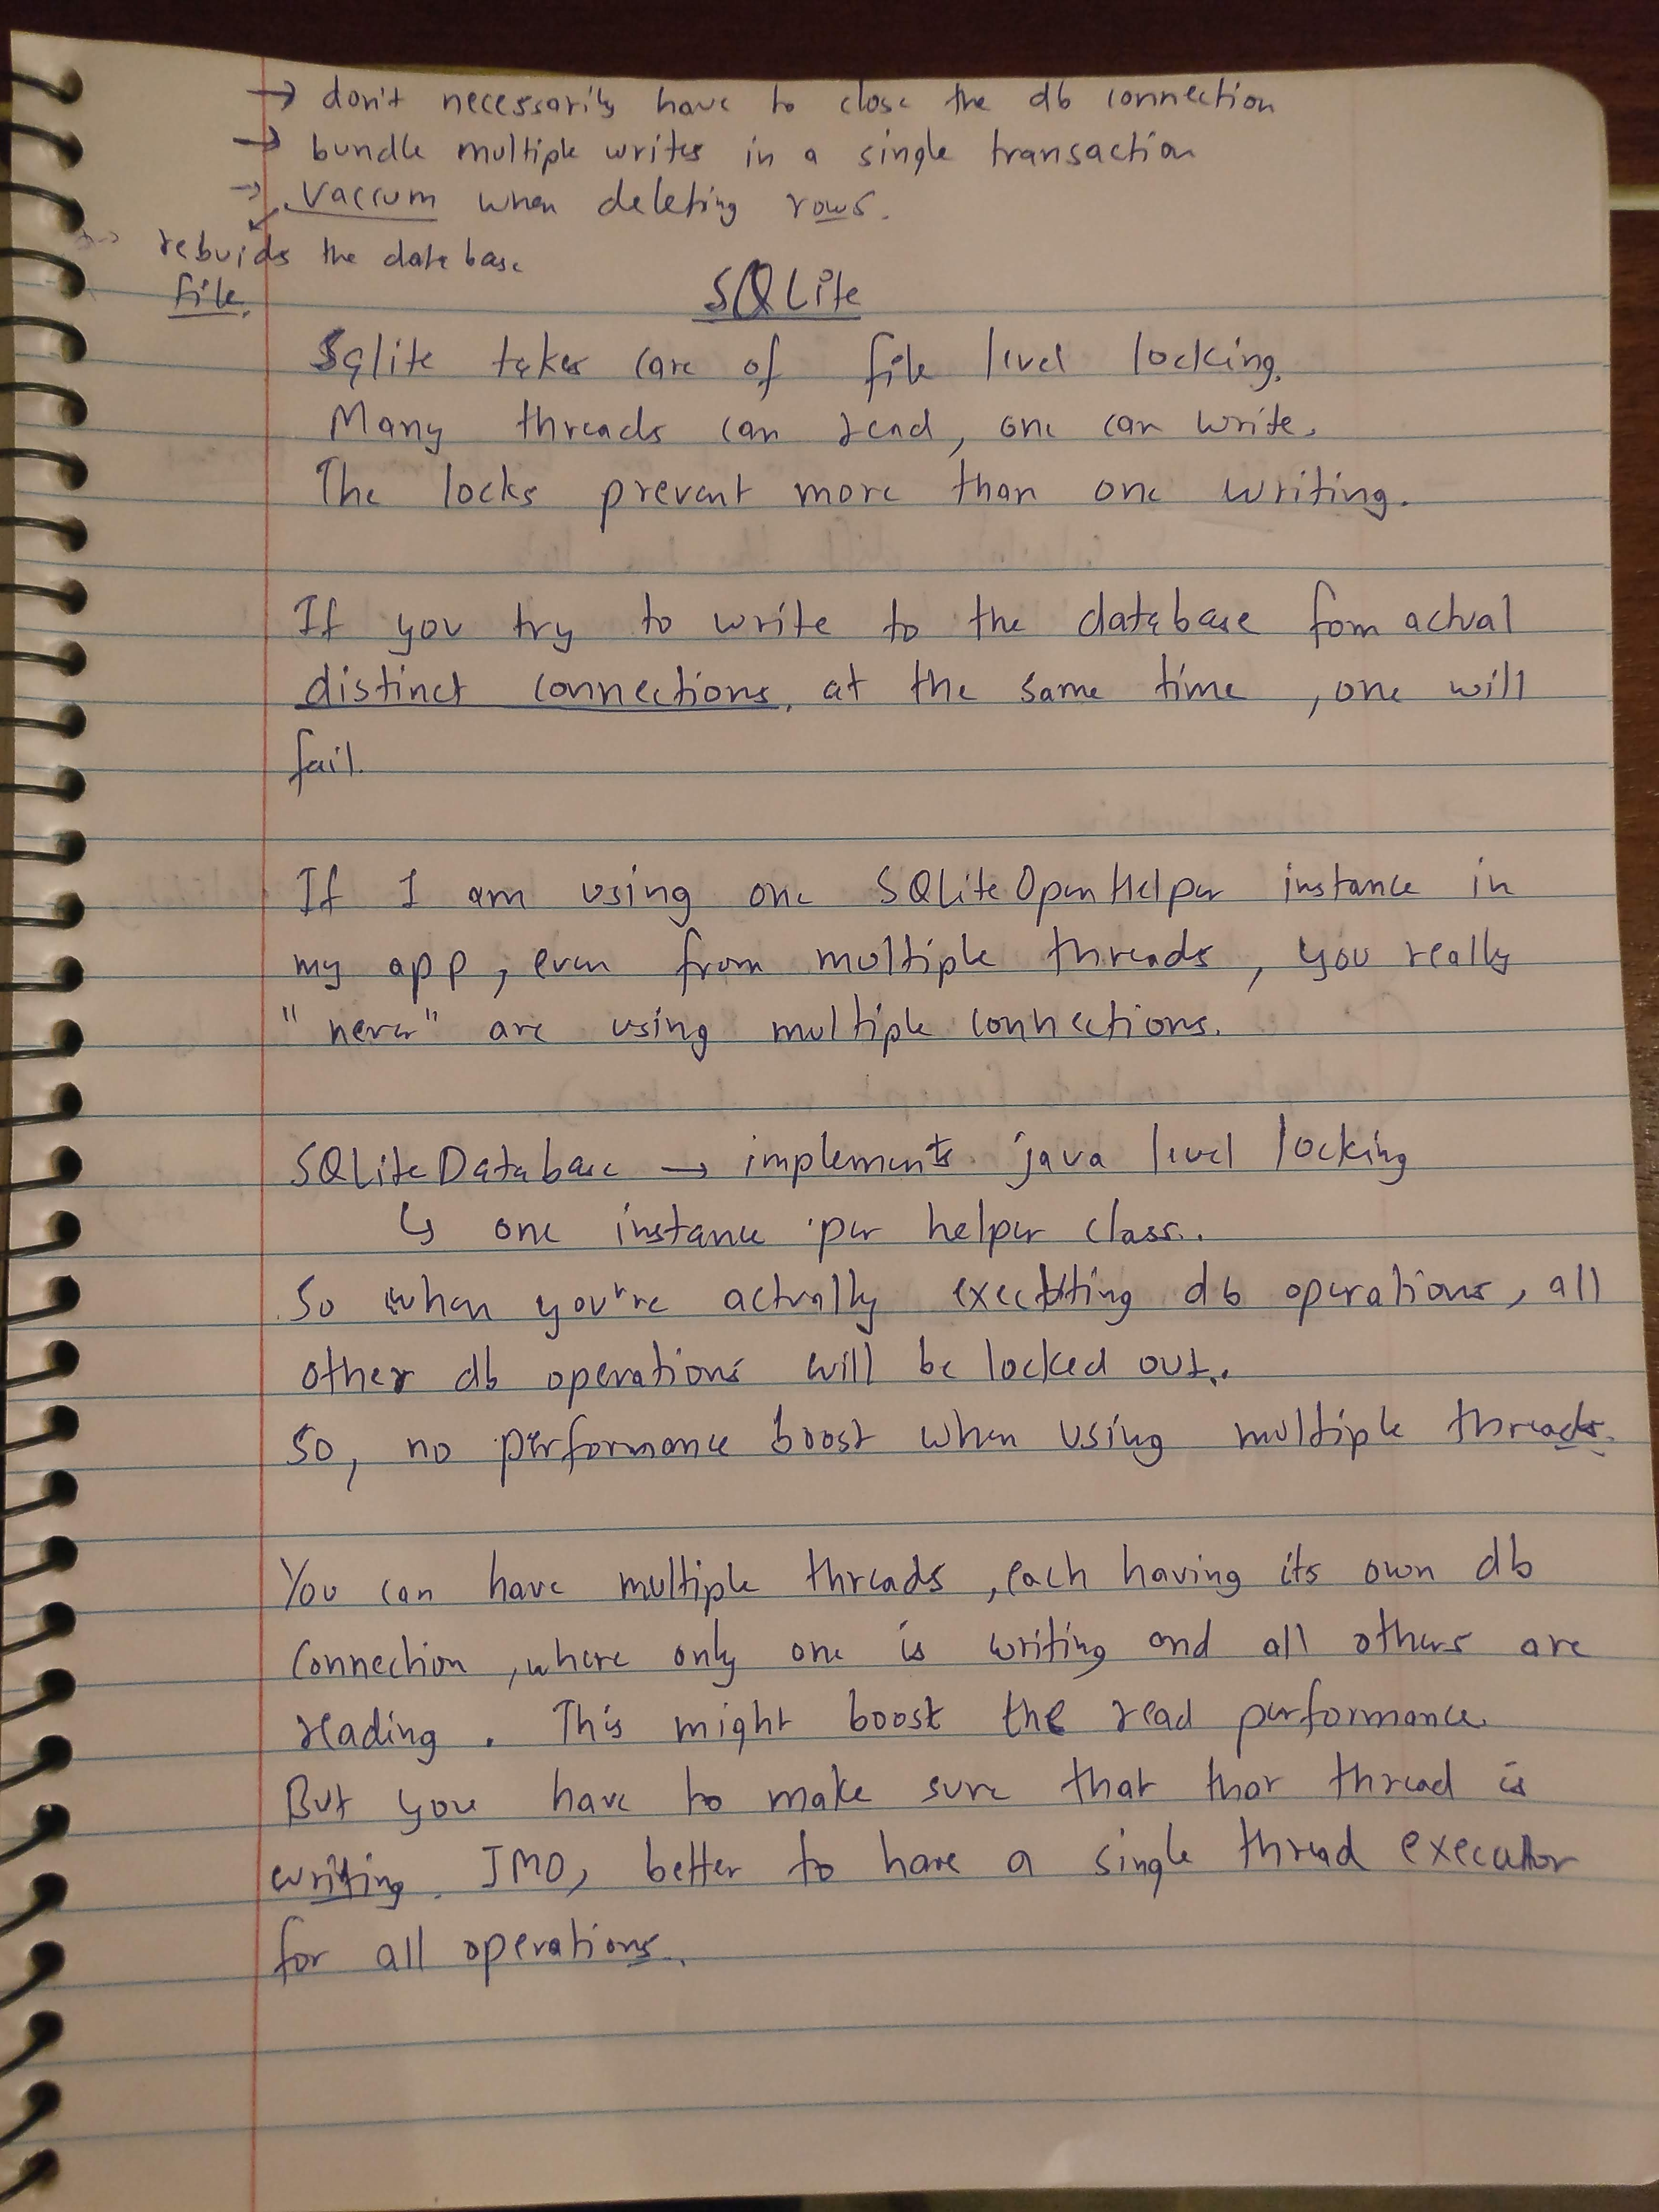 → don't necessarily have to close the db connection
→ bundle multiple writes in a single transaction
→ Vaccum when deleting rows.
rebuids the database
file.
SQLite
Sqlite takes care of file level locking.
Many threads can read, one can write.
The locks prevent more than one writing.
If you try to write to the database fom actual
distinct connections, at the same time, one will
fail.
If I am using one SQLiteOpenHelper instance in
my app, even from multiple threads, you really
"never" are using multiple connections.
SQLiteDatabase → implements java level locking
↳ one instance per helper class.
So when you're actually executing db operations, all
other db operations will be locked out.
So, no performance boost when using multiple threads.
You can have multiple threads, each having its own db
connection, where only one is writing and all others are
reading. This might boost the read performance.
But you have to make sure that that thread is
writing. IMO, better to have a single thread executor
for all operations.